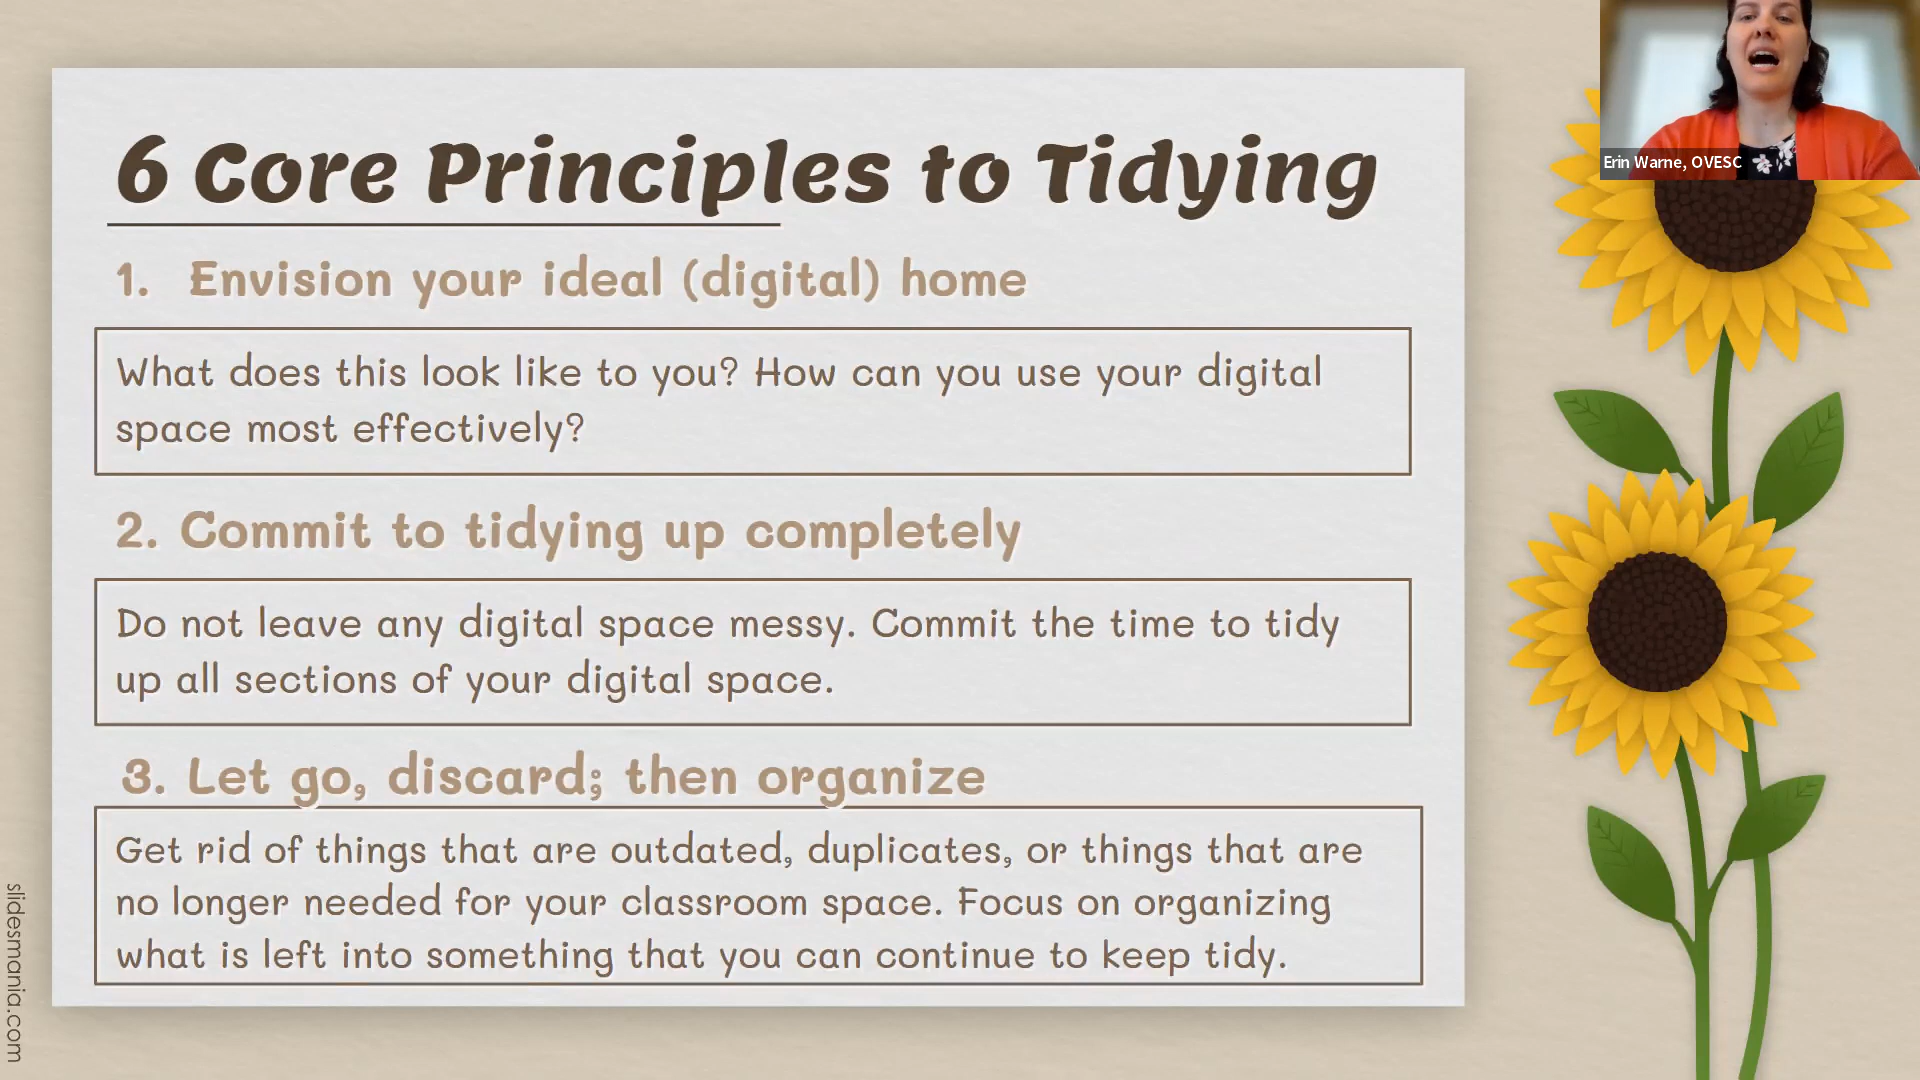 6 Core Principles to Tidying
1. Envision your ideal (digital) home
What does this look like to you? How can you use your digital
space most effectively?
2. Commit to tidying up completely
Do not leave any digital space messy. Commit the time to tidy
up all sections of your digital space.
3. Let go, discard; then organize
Get rid of things that are outdated, duplicates, or things that are
no longer needed for your classroom space. Focus on organizing
what is left into something that you can continue to keep tidy.
Erin Warne, OVESC
slidesmania.com